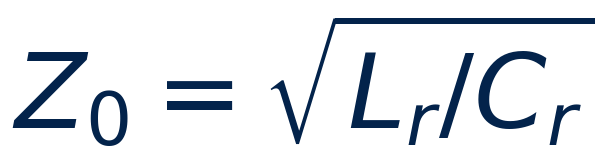 Z₀ = √(Lᵣ/Cᵣ)